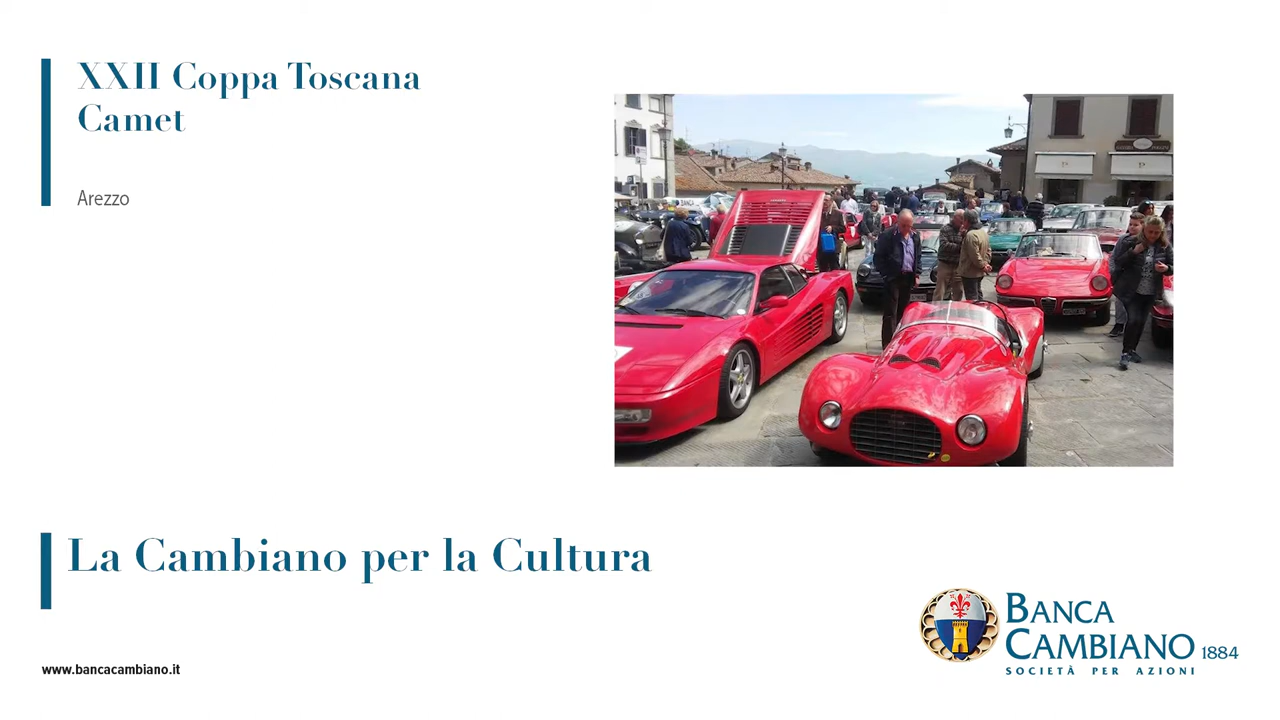 XXII Coppa Toscana
Camet
Arezzo
La Cambiano per la Cultura
BANCA
CAMBIANO 1884
SOCIETÀ PER AZIONI
www.bancacambiano.it